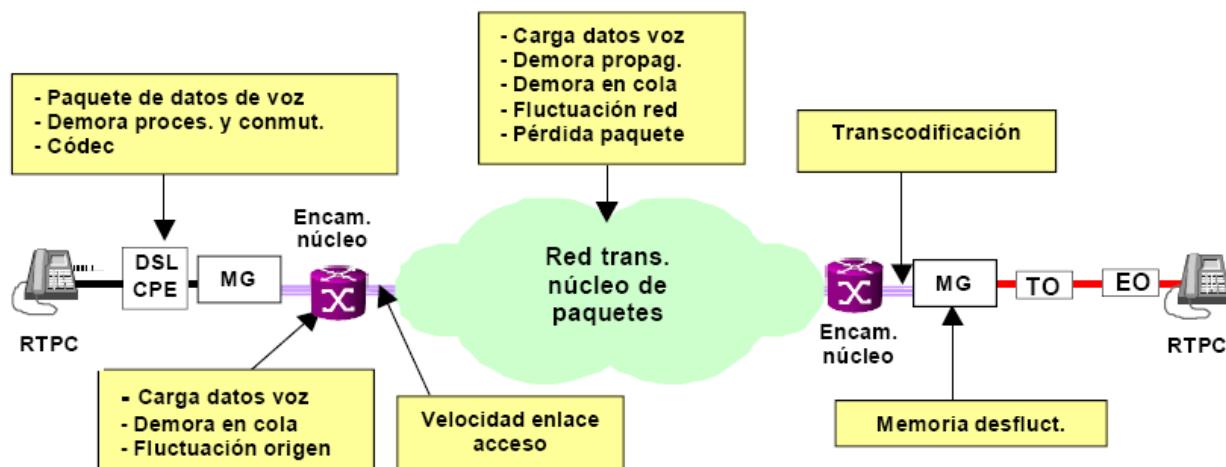 - Carga datos voz
- Demora propag.
- Demora en cola
- Fluctuación red
- Pérdida paquete
- Paquete de datos de voz
- Demora proces. y conmut.
- Códec
Transcodificación
Encam.
núcleo
DSL
CPE
MG
RTPC
Red trans.
núcleo de
paquetes
MG
TO
EO
RTPC
Encam.
núcleo
- Carga datos voz
- Demora en cola
- Fluctuación origen
Velocidad enlace
acceso
Memoria desfluct.